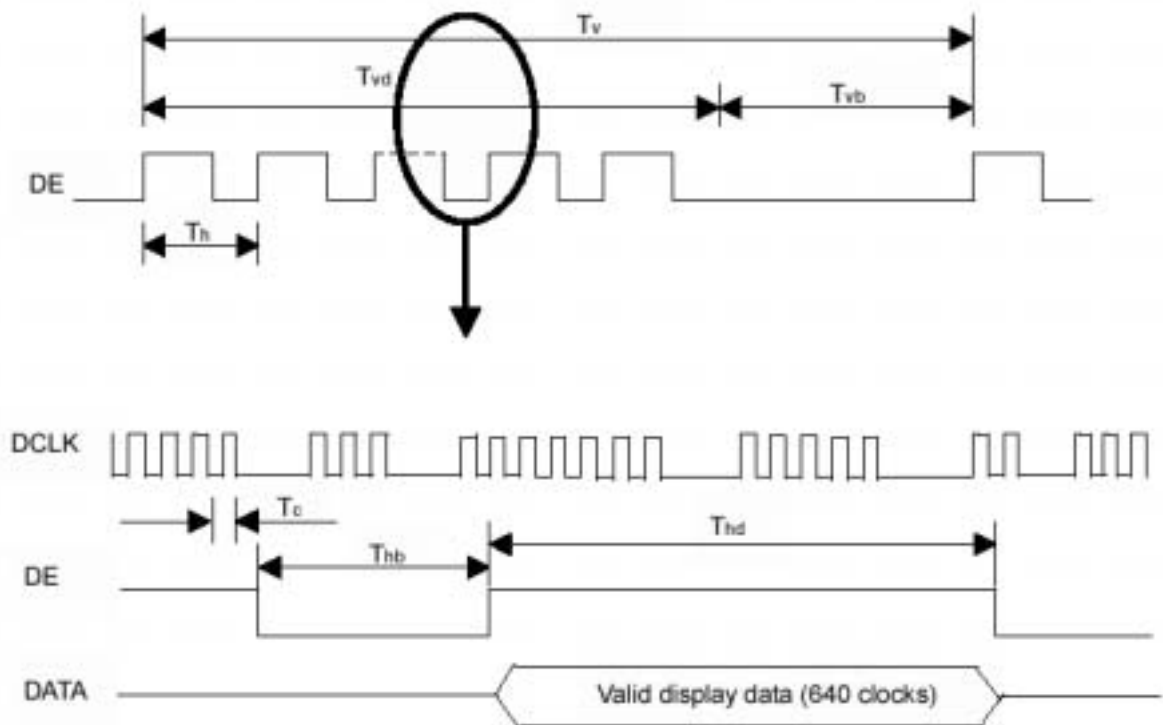 Tv
Tvd
Tvb
DE
Th
DCLK
Tc
Thd
Thb
DE
DATA
Valid display data (640 clocks)